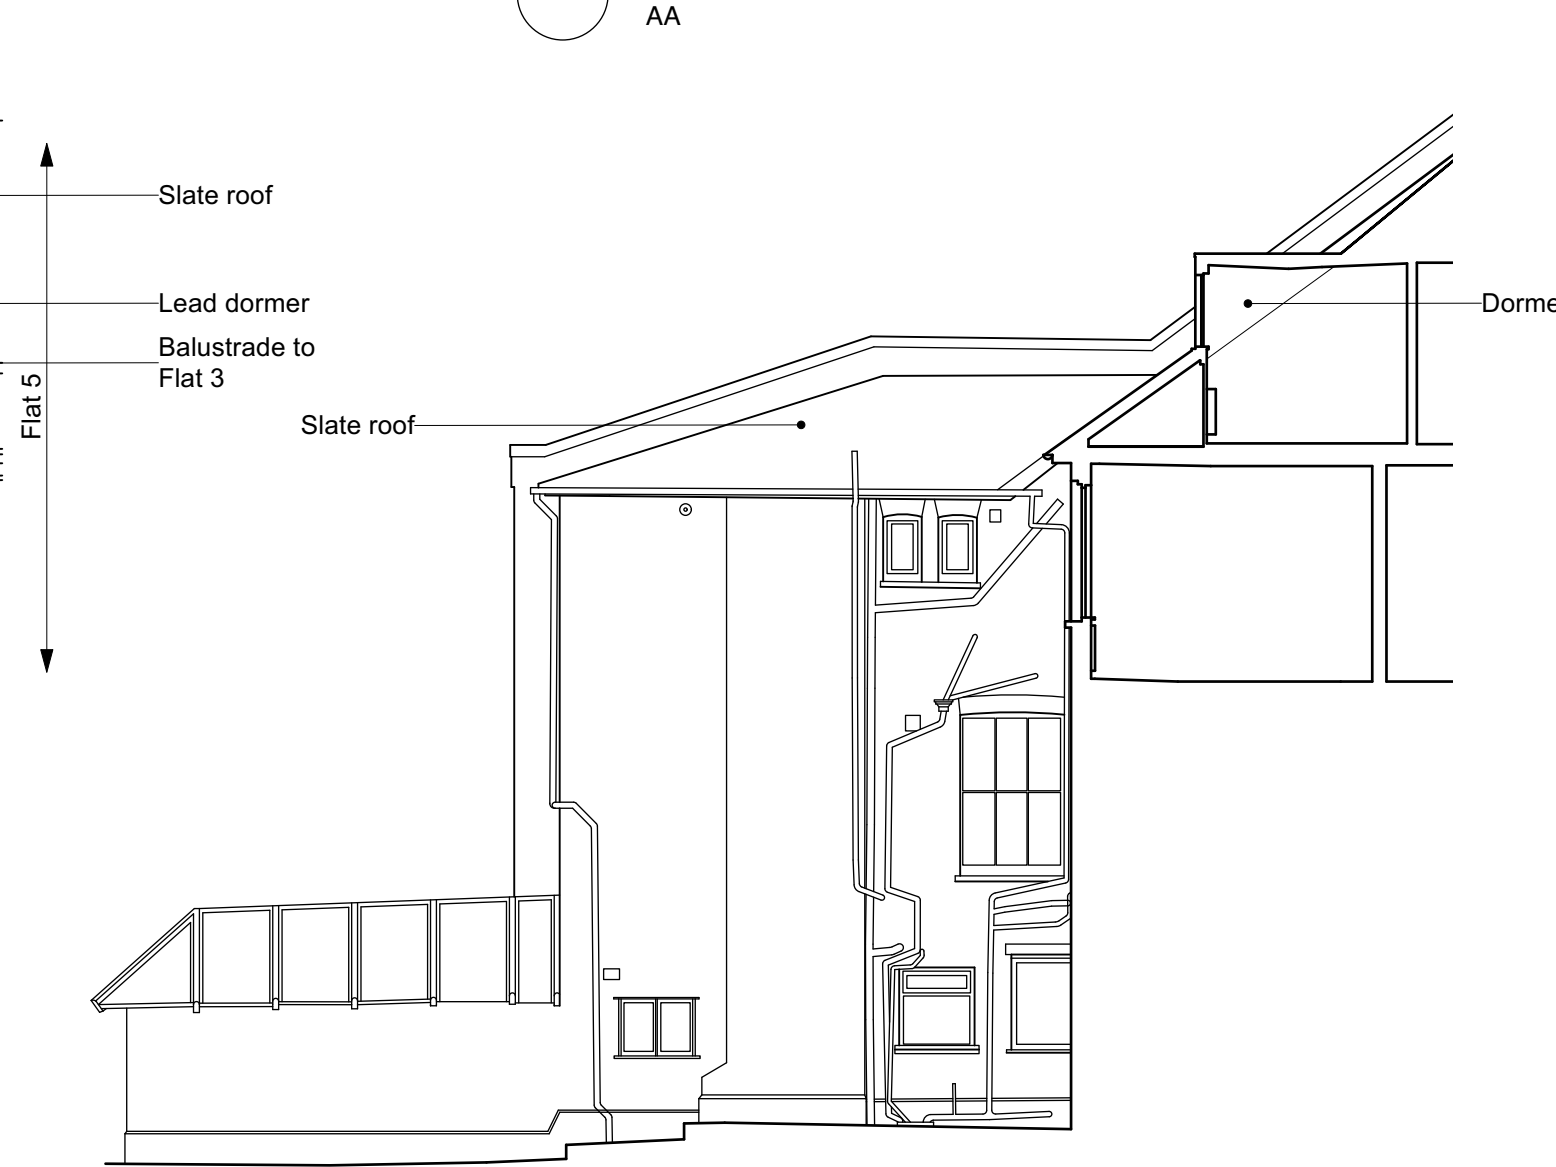 AA
Slate roof
Lead dormer
Balustrade to
Flat 3
Flat 5
Slate roof
Dorme